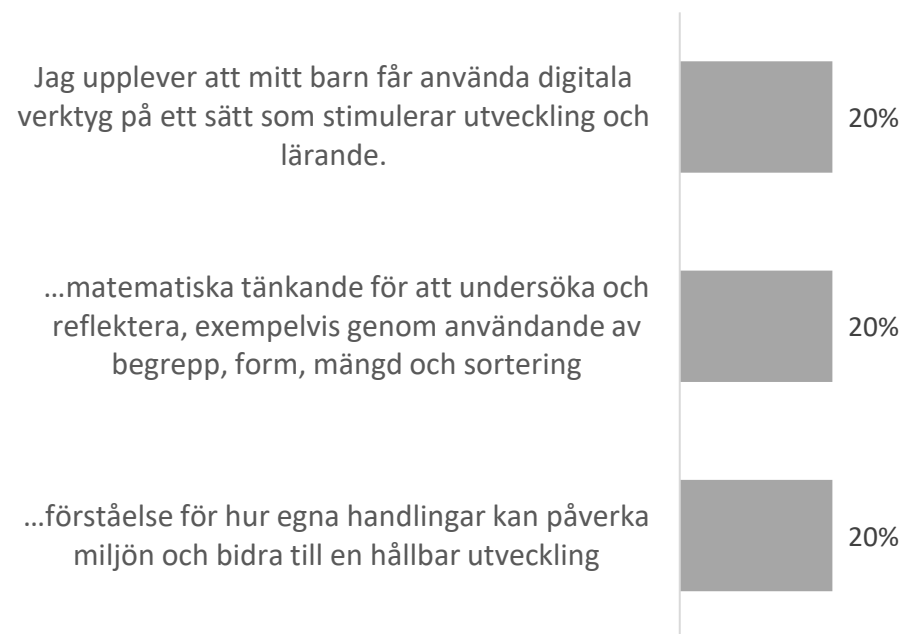 Jag upplever att mitt barn får använda digitala
verktyg på ett sätt som stimulerar utveckling och
lärande.
20%
…matematiska tänkande för att undersöka och
reflektera, exempelvis genom användande av
begrepp, form, mängd och sortering
20%
…förståelse för hur egna handlingar kan påverka
miljön och bidra till en hållbar utveckling
20%